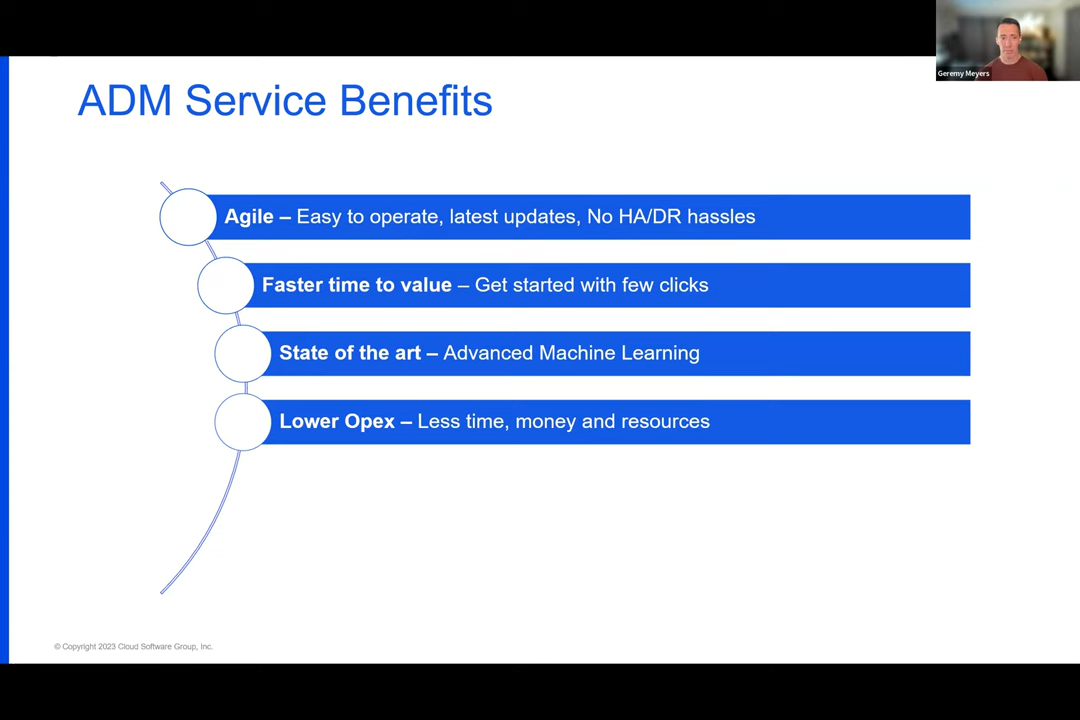 Geremy Meyers
ADM Service Benefits
Agile – Easy to operate, latest updates, No HA/DR hassles
Faster time to value – Get started with few clicks
State of the art – Advanced Machine Learning
Lower Opex – Less time, money and resources
© Copyright 2023 Cloud Software Group, Inc.